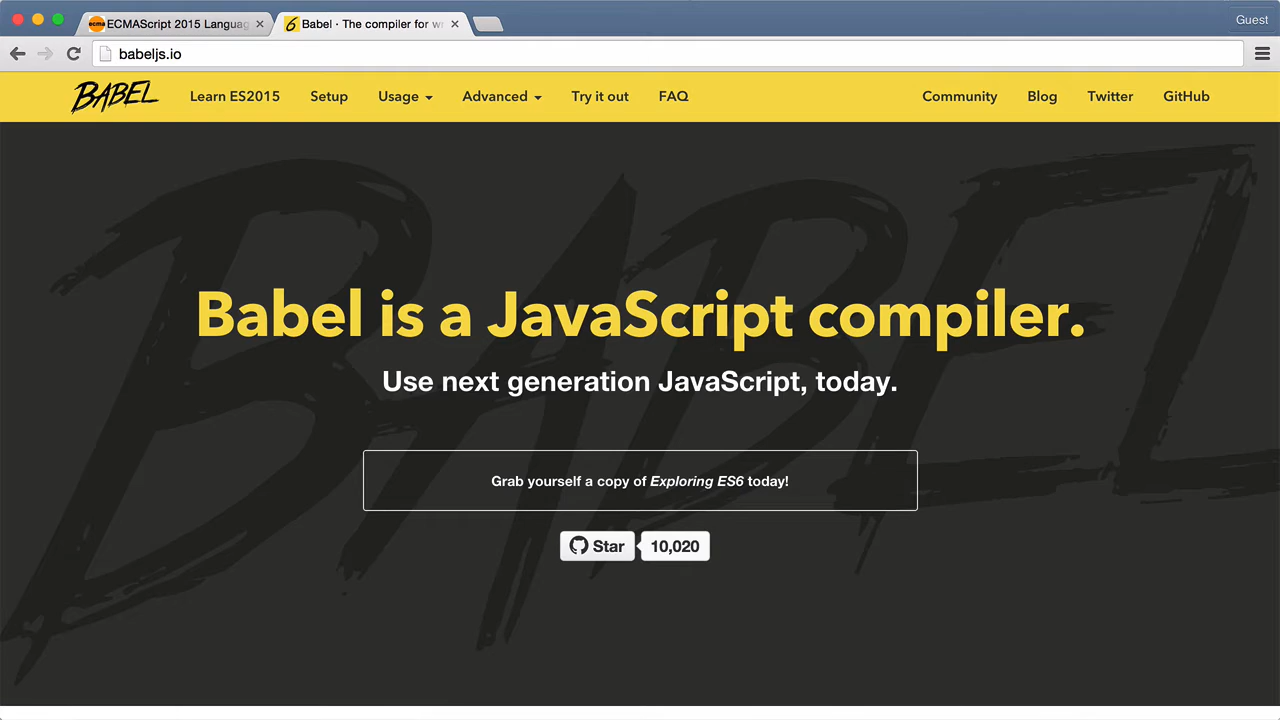 ECMAScript 2015 Languag
Babel · The compiler for wr
Guest
babeljs.io
BABEL
Learn ES2015
Setup
Usage
Advanced
Try it out
FAQ
Community
Blog
Twitter
GitHub
BABEL
Babel is a JavaScript compiler.
Use next generation JavaScript, today.
Grab yourself a copy of Exploring ES6 today!
Star
10,020